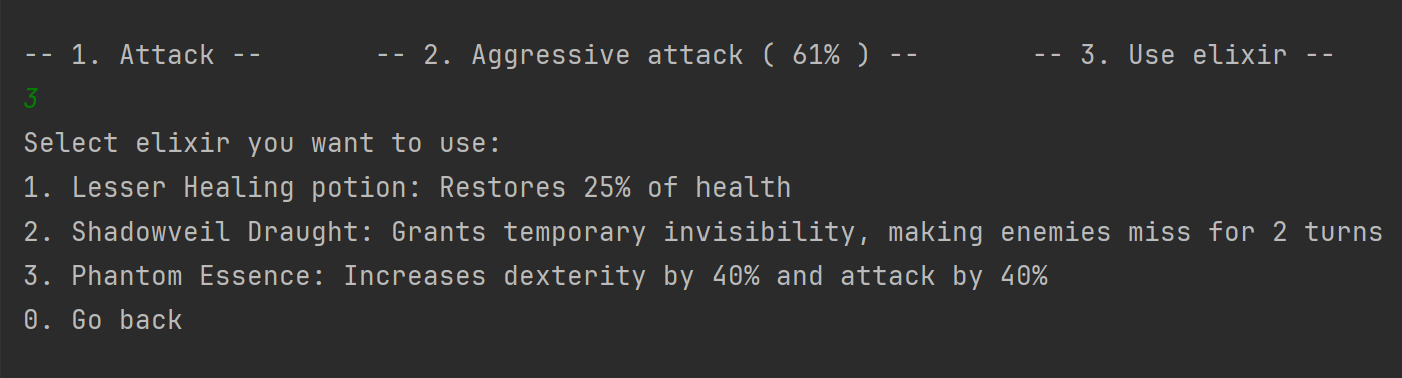 -- 1. Attack -- -- 2. Aggressive attack ( 61% ) -- -- 3. Use elixir --
3
Select elixir you want to use:
1. Lesser Healing potion: Restores 25% of health
2. Shadowveil Draught: Grants temporary invisibility, making enemies miss for 2 turns
3. Phantom Essence: Increases dexterity by 40% and attack by 40%
0. Go back